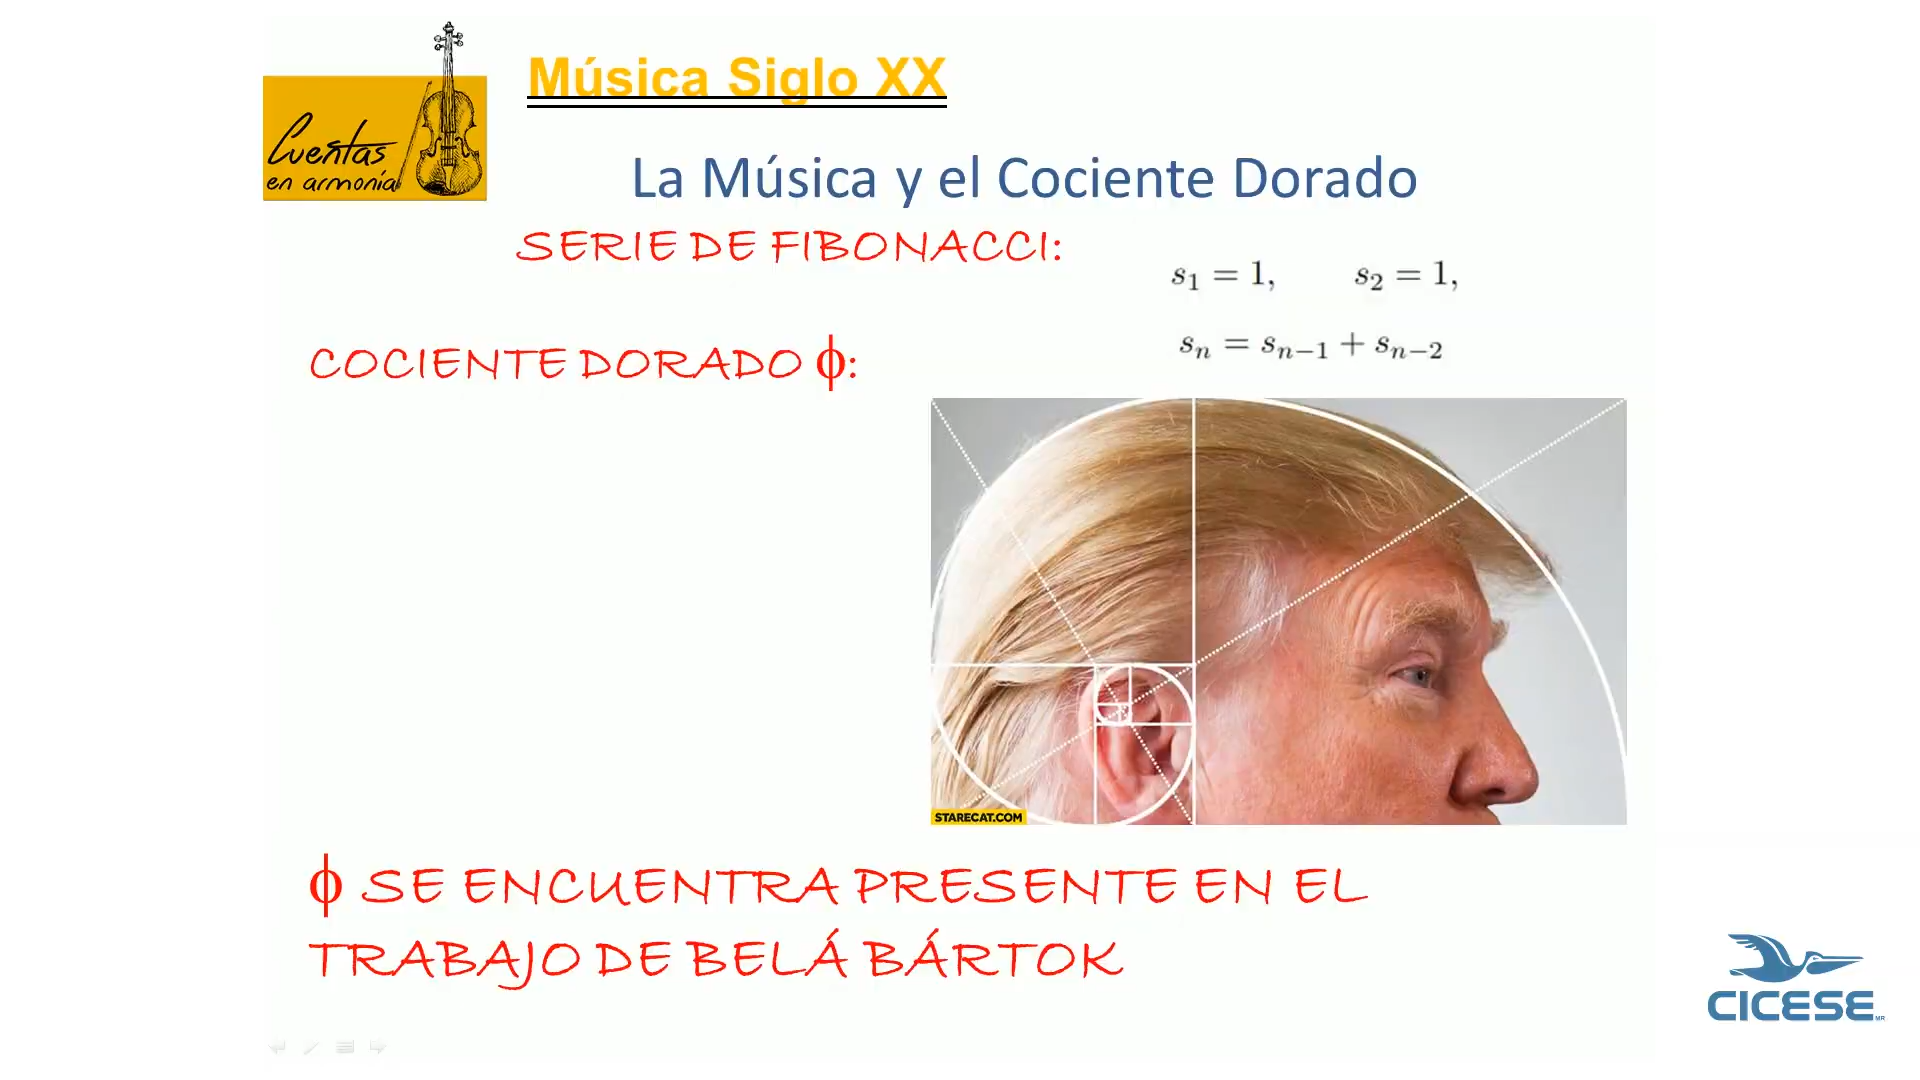 Cuentas
en armonía
Música Siglo XX
La Música y el Cociente Dorado
SERIE DE FIBONACCI:
s₁ = 1, s₂ = 1,
sₙ = sₙ₋₁ + sₙ₋₂
COCIENTE DORADO ϕ:
STARECAT.COM
ϕ SE ENCUENTRA PRESENTE EN EL
TRABAJO DE BELÁ BÁRTOK
CICESE MR